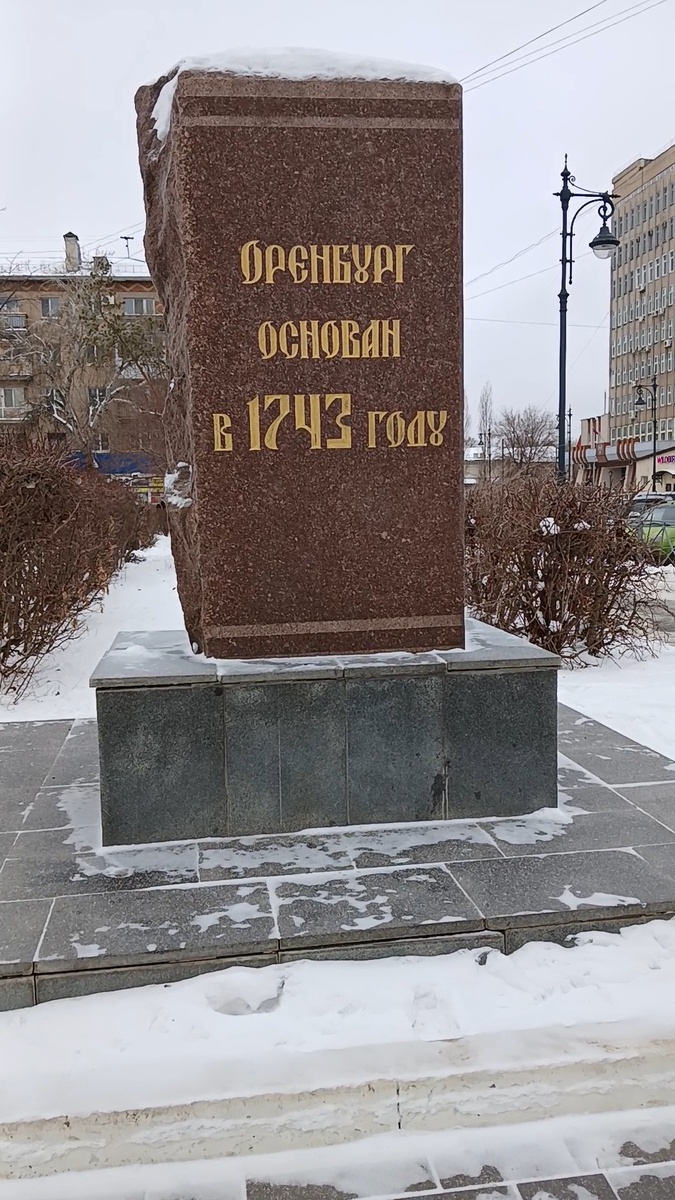 Оренбург
основан
в 1743 году